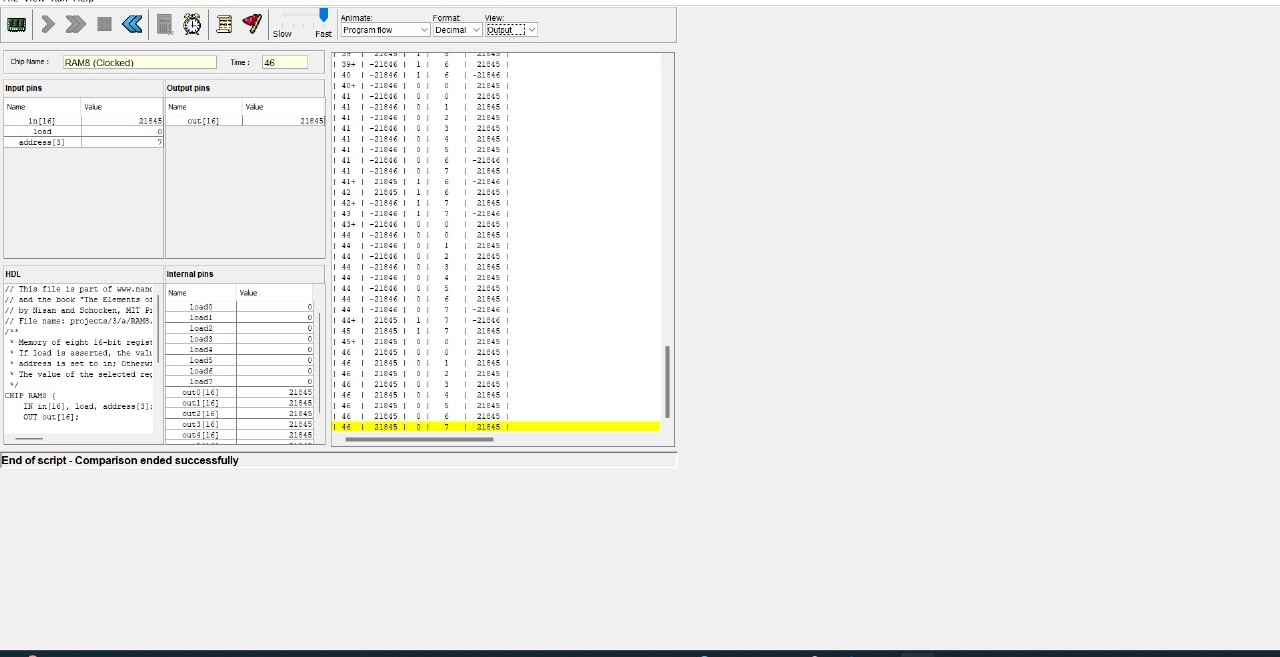 File View Run Help
Slow Fast
Animate: Format: View:
Program flow Decimal Output
Chip Name : RAM8 (Clocked) Time : 46
Input pins
Name Value
in[16] 21845
load 0
address[3] 7
Output pins
Name Value
out[16] 21845
HDL
// This file is part of www.nand
// and the book "The Elements of
// by Nisan and Schocken, MIT Pr
// File name: projects/3/a/RAM8.
/**
* Memory of eight 16-bit regist
* If load is asserted, the valu
* address is set to in; Otherwi
* The value of the selected reg
*/
CHIP RAM8 {
IN in[16], load, address[3];
OUT out[16];
Internal pins
Name Value
load0 0
load1 0
load2 0
load3 0
load4 0
load5 0
load6 0
load7 0
out0[16] 21845
out1[16] 21845
out2[16] 21845
out3[16] 21845
out4[16] 21845
| 39+ | -21846 | 1 | 6 | 21845 |
| 40 | -21846 | 1 | 6 | -21846 |
| 40+ | -21846 | 0 | 0 | 21845 |
| 41 | -21846 | 0 | 0 | 21845 |
| 41 | -21846 | 0 | 1 | 21845 |
| 41 | -21846 | 0 | 2 | 21845 |
| 41 | -21846 | 0 | 3 | 21845 |
| 41 | -21846 | 0 | 4 | 21845 |
| 41 | -21846 | 0 | 5 | 21845 |
| 41 | -21846 | 0 | 6 | -21846 |
| 41 | -21846 | 0 | 7 | 21845 |
| 41+ | 21845 | 1 | 6 | -21846 |
| 42 | 21845 | 1 | 6 | 21845 |
| 42+ | -21846 | 1 | 7 | 21845 |
| 43 | -21846 | 1 | 7 | -21846 |
| 43+ | -21846 | 0 | 0 | 21845 |
| 44 | -21846 | 0 | 0 | 21845 |
| 44 | -21846 | 0 | 1 | 21845 |
| 44 | -21846 | 0 | 2 | 21845 |
| 44 | -21846 | 0 | 3 | 21845 |
| 44 | -21846 | 0 | 4 | 21845 |
| 44 | -21846 | 0 | 5 | 21845 |
| 44 | -21846 | 0 | 6 | 21845 |
| 44 | -21846 | 0 | 7 | -21846 |
| 44+ | 21845 | 1 | 7 | -21846 |
| 45 | 21845 | 1 | 7 | 21845 |
| 45+ | 21845 | 0 | 0 | 21845 |
| 46 | 21845 | 0 | 0 | 21845 |
| 46 | 21845 | 0 | 1 | 21845 |
| 46 | 21845 | 0 | 2 | 21845 |
| 46 | 21845 | 0 | 3 | 21845 |
| 46 | 21845 | 0 | 4 | 21845 |
| 46 | 21845 | 0 | 5 | 21845 |
| 46 | 21845 | 0 | 6 | 21845 |
| 46 | 21845 | 0 | 7 | 21845 |
End of script - Comparison ended successfully